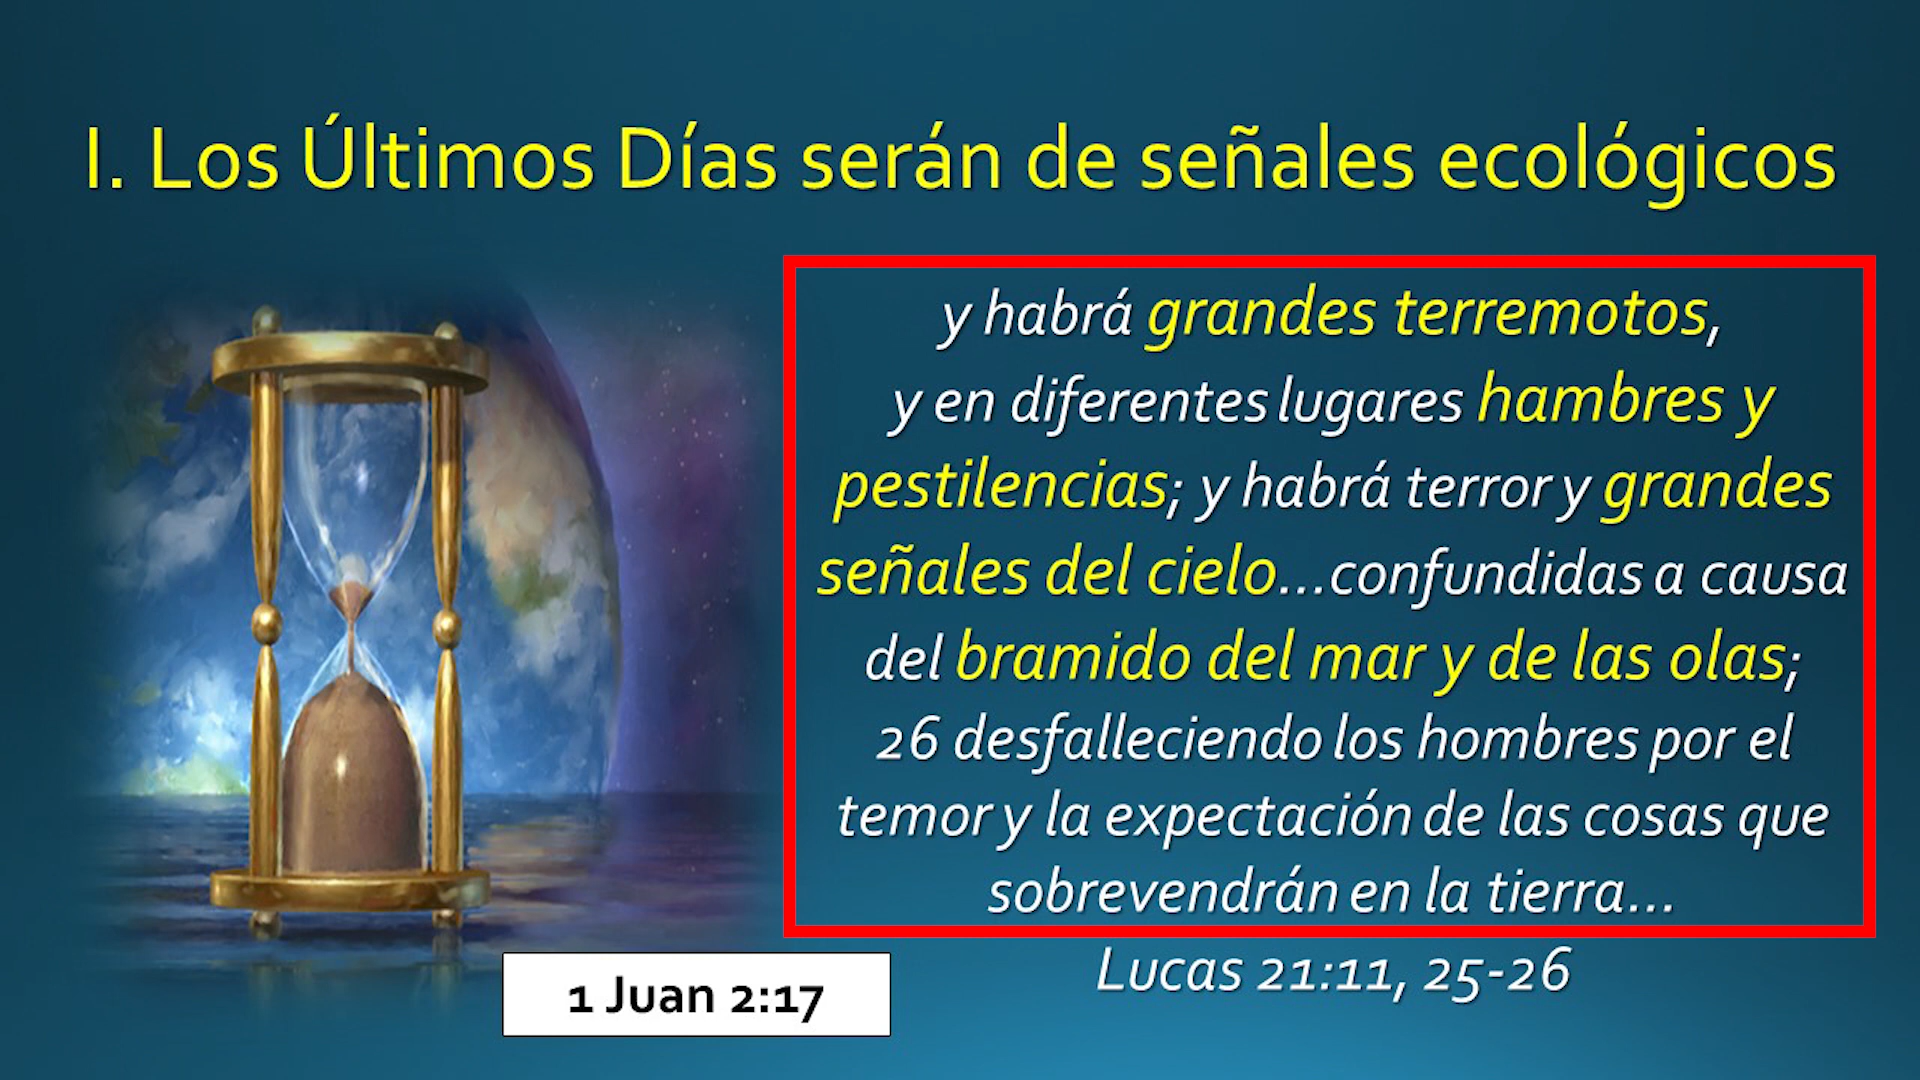 I. Los Últimos Días serán de señales ecológicos
y habrá grandes terremotos,
y en diferentes lugares hambres y
pestilencias; y habrá terror y grandes
señales del cielo...confundidas a causa
del bramido del mar y de las olas;
26 desfalleciendo los hombres por el
temor y la expectación de las cosas que
sobrevendrán en la tierra...
Lucas 21:11, 25-26
1 Juan 2:17